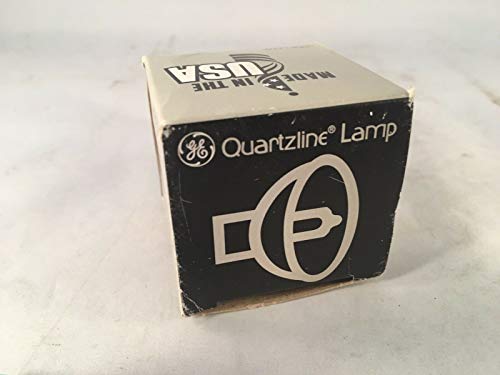 MADE IN THE
USA
GE Quartzline® Lamp